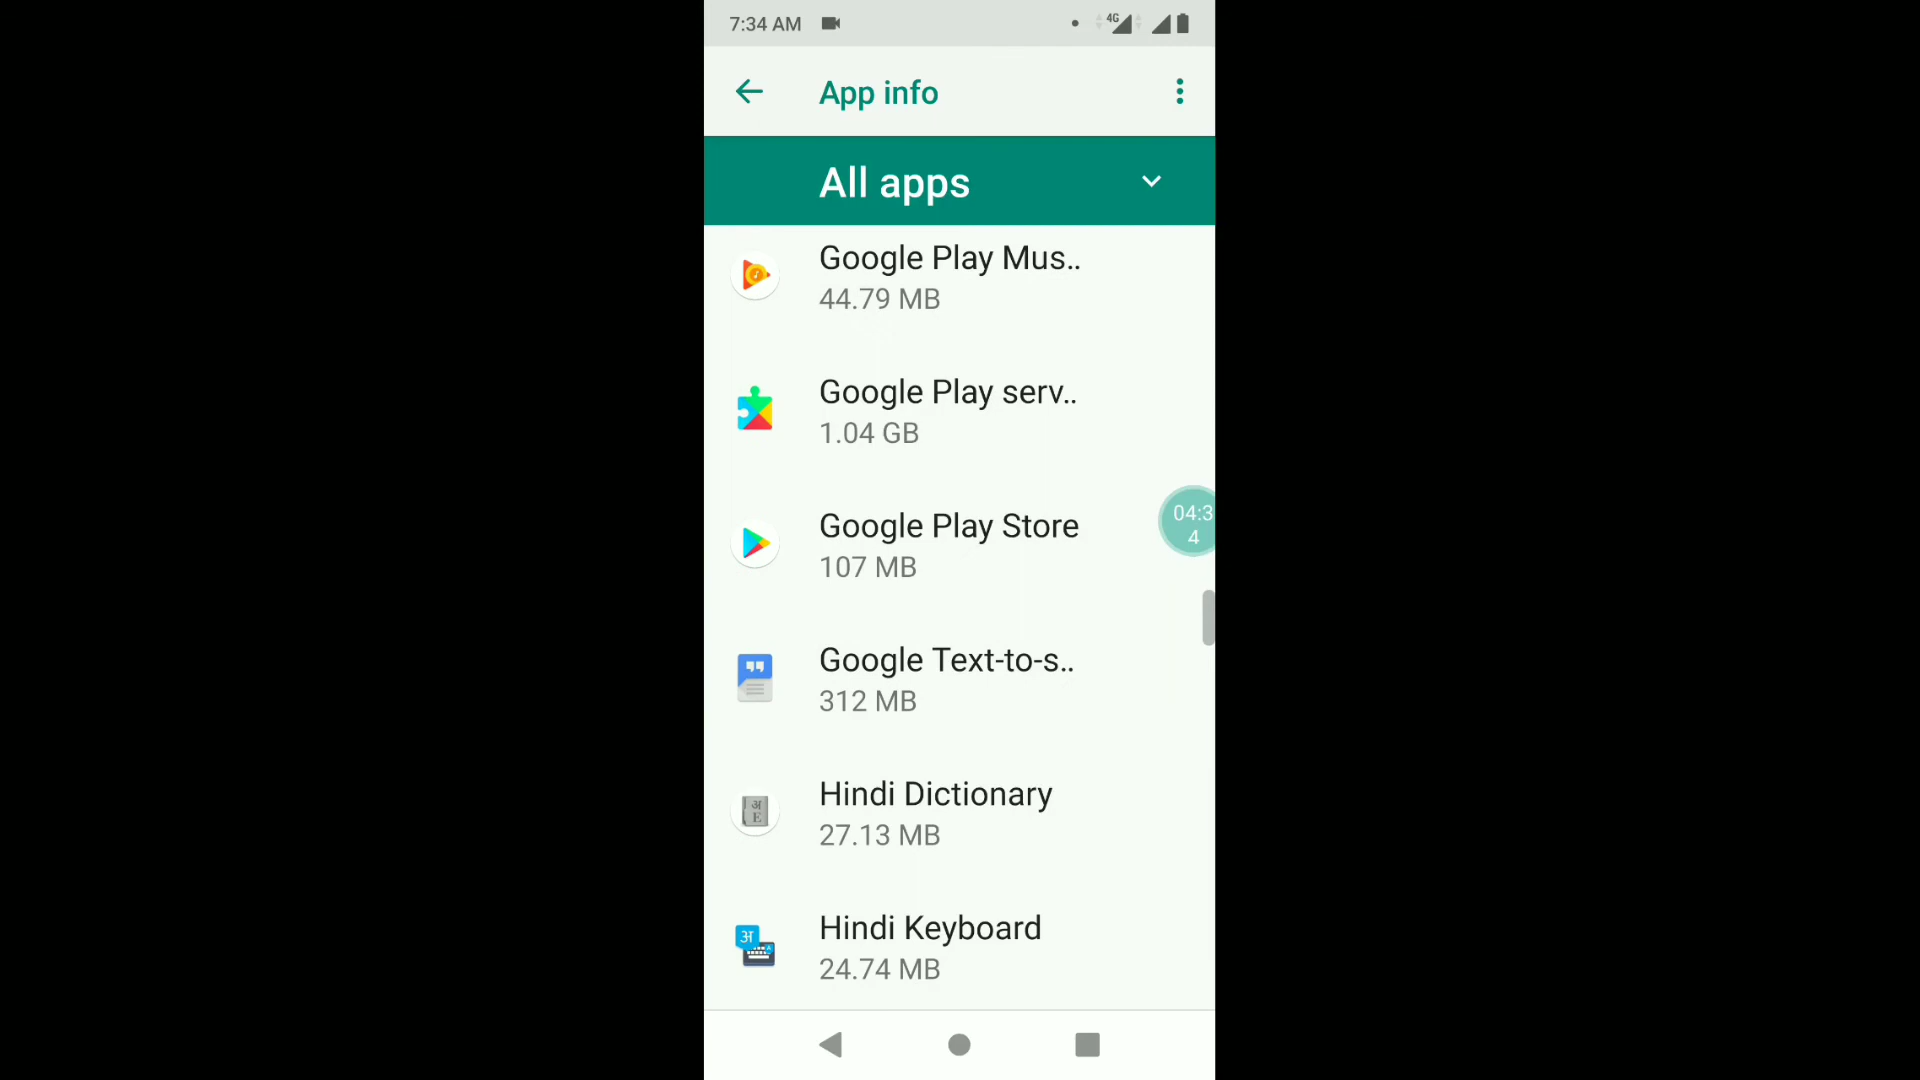 7:34 AM
4G
App info
All apps
Google Play Mus..
44.79 MB
Google Play serv..
1.04 GB
04:3
4
Google Play Store
107 MB
Google Text-to-s..
312 MB
अ
E
Hindi Dictionary
27.13 MB
अ
Hindi Keyboard
24.74 MB